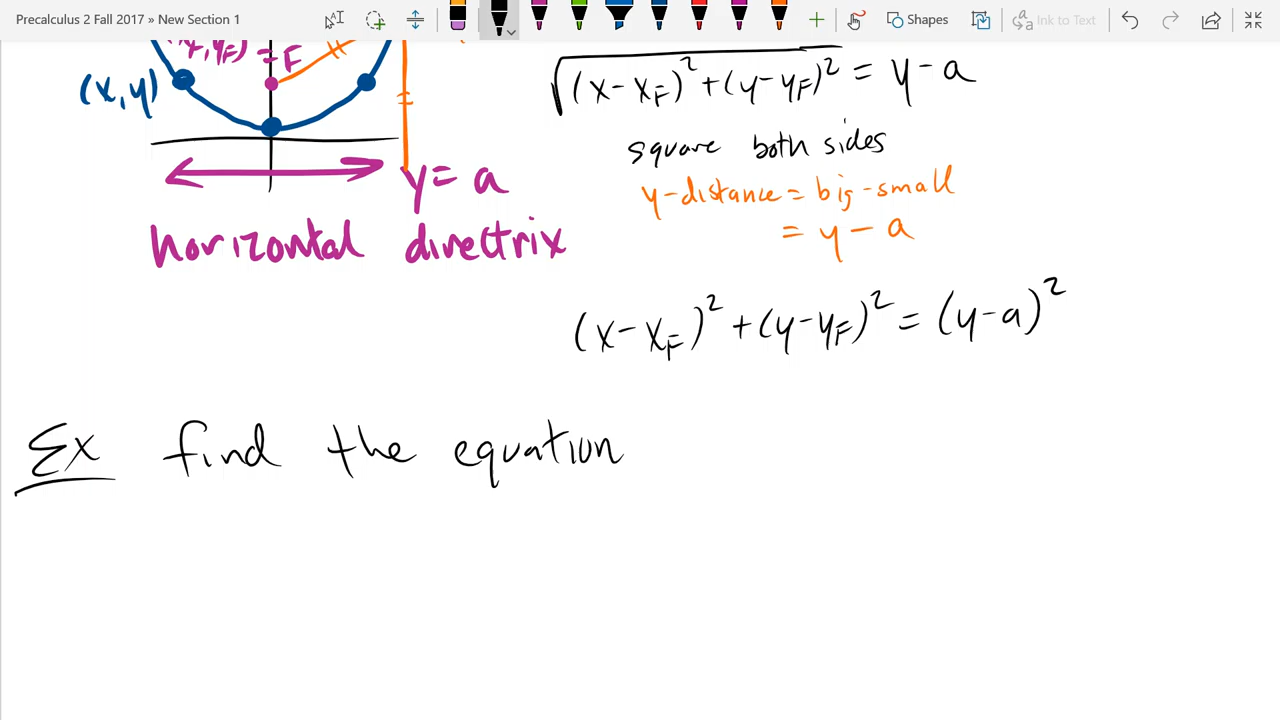 Precalculus 2 Fall 2017 » New Section 1
Shapes
Ink to Text
= F
(x, y)
y = a
horizontal directrix
√(x-x_F)² + (y-y_F)² = y - a
square both sides
y-distance = big-small
= y - a
(x-x_F)² + (y-y_F)² = (y-a)²
Ex find the equation